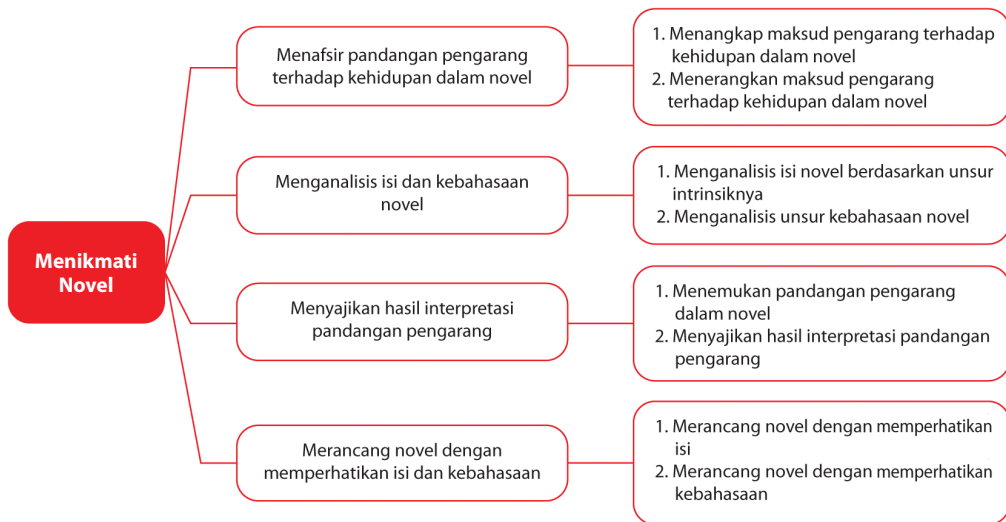 Menikmati
Novel
Menafsir pandangan pengarang
terhadap kehidupan dalam novel
1. Menangkap maksud pengarang terhadap
kehidupan dalam novel
2. Menerangkan maksud pengarang
terhadap kehidupan dalam novel
Menganalisis isi dan kebahasaan
novel
1. Menganalisis isi novel berdasarkan unsur
intrinsiknya
2. Menganalisis unsur kebahasaan novel
Menyajikan hasil interpretasi
pandangan pengarang
1. Menemukan pandangan pengarang
dalam novel
2. Menyajikan hasil interpretasi pandangan
pengarang
Merancang novel dengan
memperhatikan isi dan kebahasaan
1. Merancang novel dengan memperhatikan
isi
2. Merancang novel dengan memperhatikan
kebahasaan